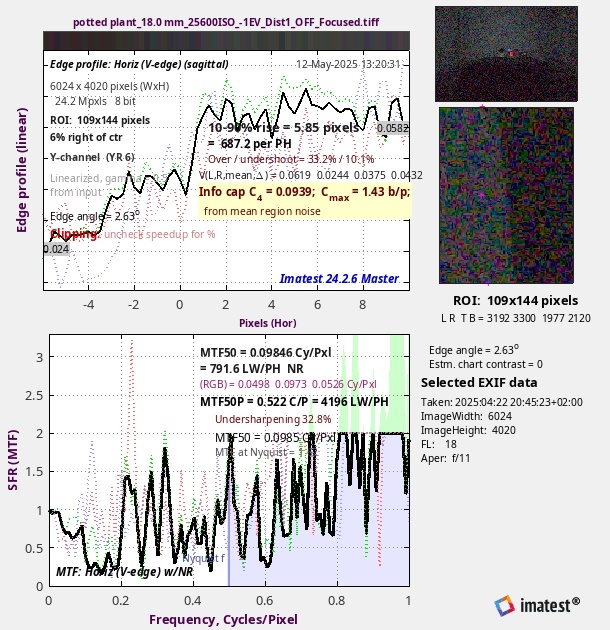 potted plant_18.0 mm_25600ISO_-1EV_Dist1_OFF_Focused.tiff
Edge profile: Horiz (V-edge) (sagittal)
12-May-2025 13:20:31
6024 x 4020 pixels (WxH)
24.2 Mpxls 8 bit
ROI: 109x144 pixels
6% right of ctr
Y-channel (YR 6)
10-90% rise = 5.85 pixels
= 687.2 per PH
0.0582
Over / undershoot = 33.2% / 10.1%
V(L,R,mean,Δ) = 0.0619 0.0244 0.0375 0.0432
Linearized, gamma
from input
Info cap C4 = 0.0939; Cmax = 1.43 b/p;
from mean region noise
Edge angle = 2.63º
Clipping: uncheck speedup for %
0.024
Imatest 24.2.6 Master
Edge profile (linear)
-4 -2 0 2 4 6 8
Pixels (Hor)
ROI: 109x144 pixels
L R T B = 3192 3300 1977 2120
Edge angle = 2.63º
Estm. chart contrast = 0
Selected EXIF data
Taken: 2025:04:22 20:45:23+02:00
ImageWidth: 6024
ImageHeight: 4020
FL: 18
Aper: f/11
MTF50 = 0.09846 Cy/Pxl
= 791.6 LW/PH NR
(RGB) = 0.0498 0.0973 0.0526 Cy/Pxl
MTF50P = 0.522 C/P = 4196 LW/PH
Undersharpening 32.8%
MTF50 = 0.0985 Cy/Pxl
MTF at Nyquist =
Nyquist f
MTF: Horiz (V-edge) w/NR
SFR (MTF)
3
2.5
2
1.5
1
0.5
0
0 0.2 0.4 0.6 0.8 1
Frequency, Cycles/Pixel
imatest®